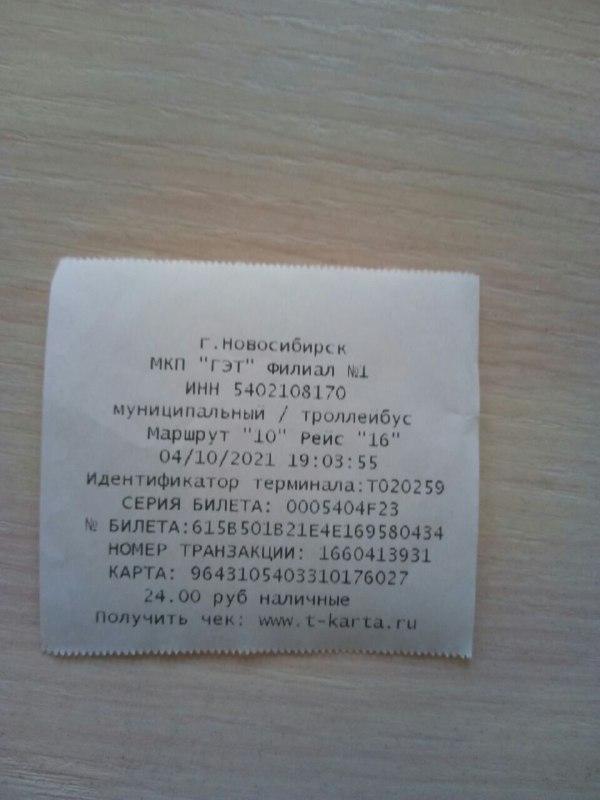 г.Новосибирск
МКП "ГЭТ" Филиал №1
ИНН 5402108170
муниципальный / троллейбус
Маршрут "10" Рейс "16"
04/10/2021 19:03:55
Идентификатор терминала:T020259
СЕРИЯ БИЛЕТА: 0005404F23
№ БИЛЕТА:615B501B21E4E169580434
НОМЕР ТРАНЗАКЦИИ: 1660413931
КАРТА: 9643105403310176027
24.00 руб наличные
Получить чек: www.t-karta.ru